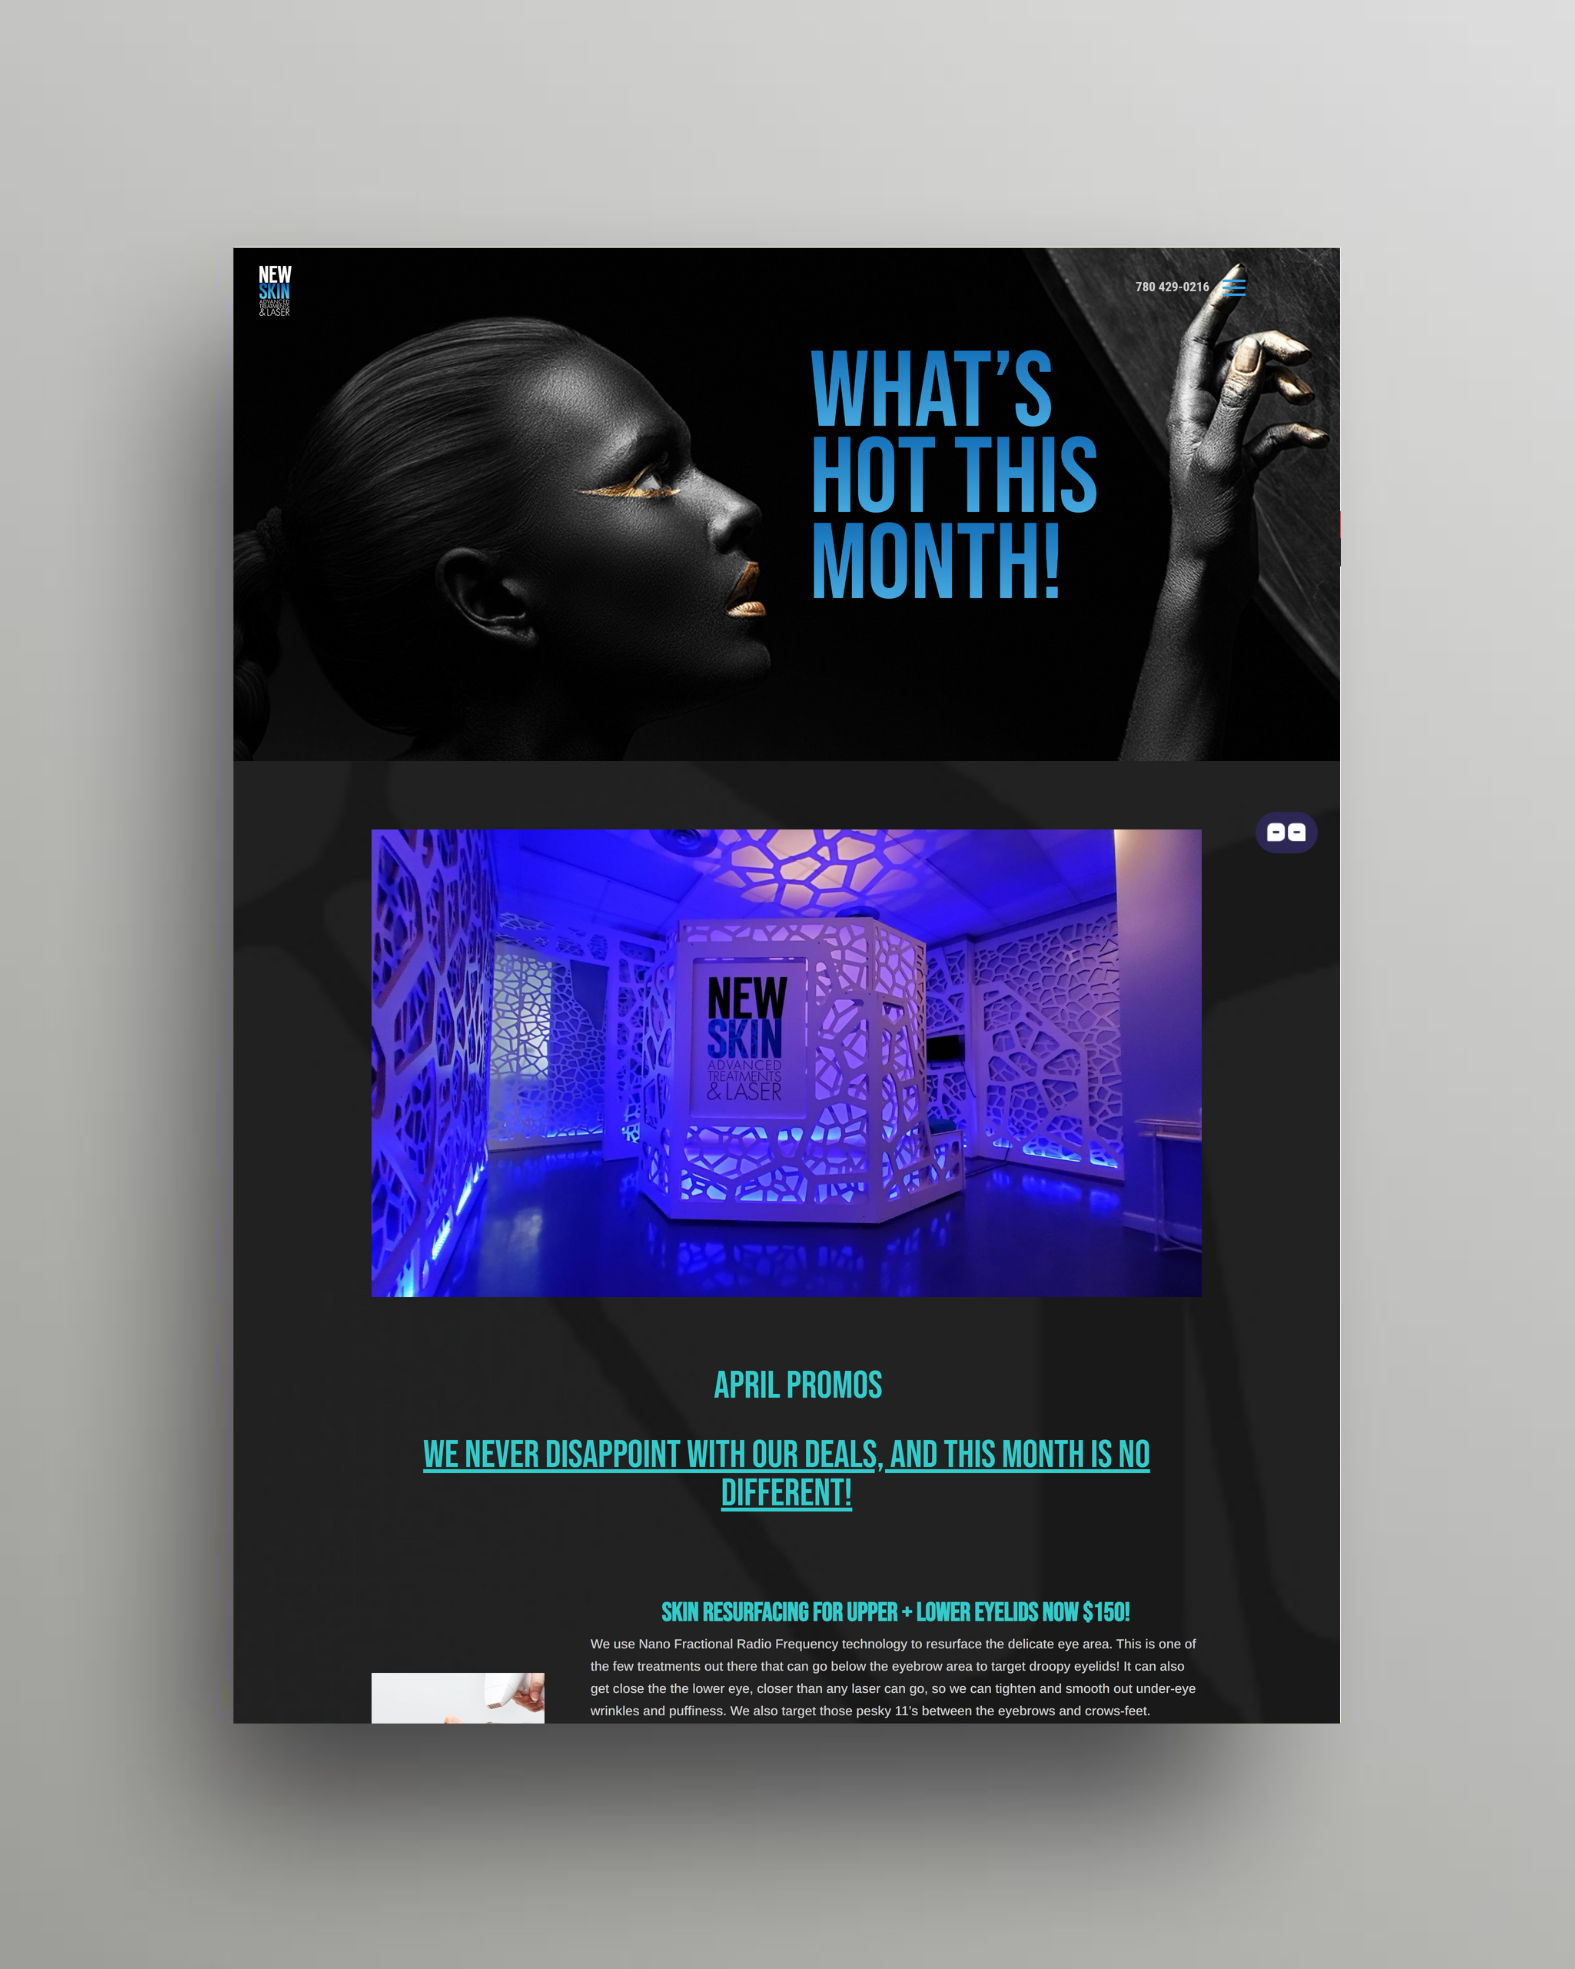 NEW
SKIN
ADVANCED
TREATMENTS
& LASER
780 429-0216
WHAT'S
HOT THIS
MONTH!
NEW
SKIN
ADVANCED
TREATMENTS
& LASER
APRIL PROMOS
WE NEVER DISAPPOINT WITH OUR DEALS, AND THIS MONTH IS NO
DIFFERENT!
SKIN RESURFACING FOR UPPER + LOWER EYELIDS NOW $150!
We use Nano Fractional Radio Frequency technology to resurface the delicate eye area. This is one of
the few treatments out there that can go below the eyebrow area to target droopy eyelids! It can also
get close the the lower eye, closer than any laser can go, so we can tighten and smooth out under-eye
wrinkles and puffiness. We also target those pesky 11's between the eyebrows and crows-feet.